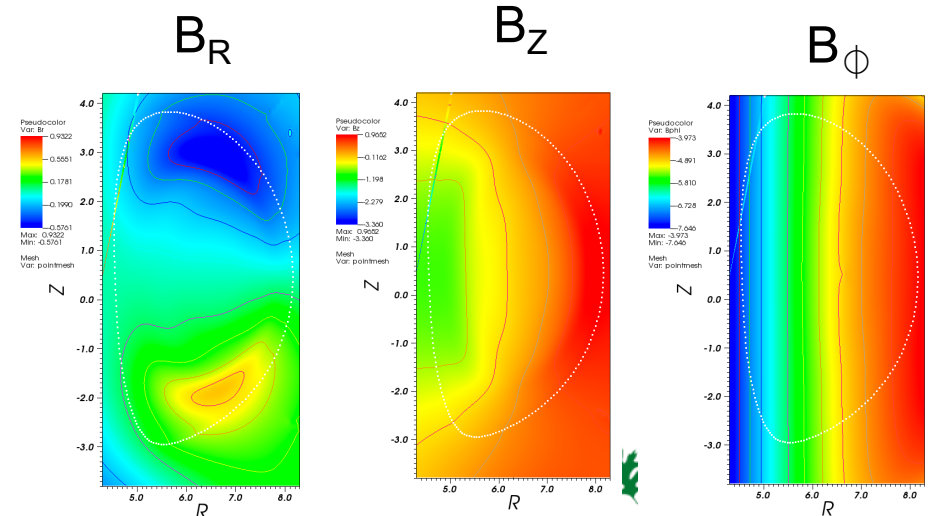 B_R
Pseudocolor
Var: Br
0.9322
0.5551
0.1781
-0.1990
-0.5761
Max: 0.9322
Min: -0.5761
Mesh
Var: pointmesh
Z
4.0
3.0
2.0
1.0
0.0
-1.0
-2.0
-3.0
5.0 6.0 7.0 8.0
R
B_Z
Pseudocolor
Var: Bz
0.9652
-0.1162
-1.198
-2.279
-3.360
Max: 0.9652
Min: -3.360
Mesh
Var: pointmesh
Z
4.0
3.0
2.0
1.0
0.0
-1.0
-2.0
-3.0
5.0 6.0 7.0 8.0
R
B_ϕ
Pseudocolor
Var: Bphi
-3.973
-4.891
-5.810
-6.728
-7.646
Max: -3.973
Min: -7.646
Mesh
Var: pointmesh
Z
4.0
3.0
2.0
1.0
0.0
-1.0
-2.0
-3.0
5.0 6.0 7.0 8.0
R